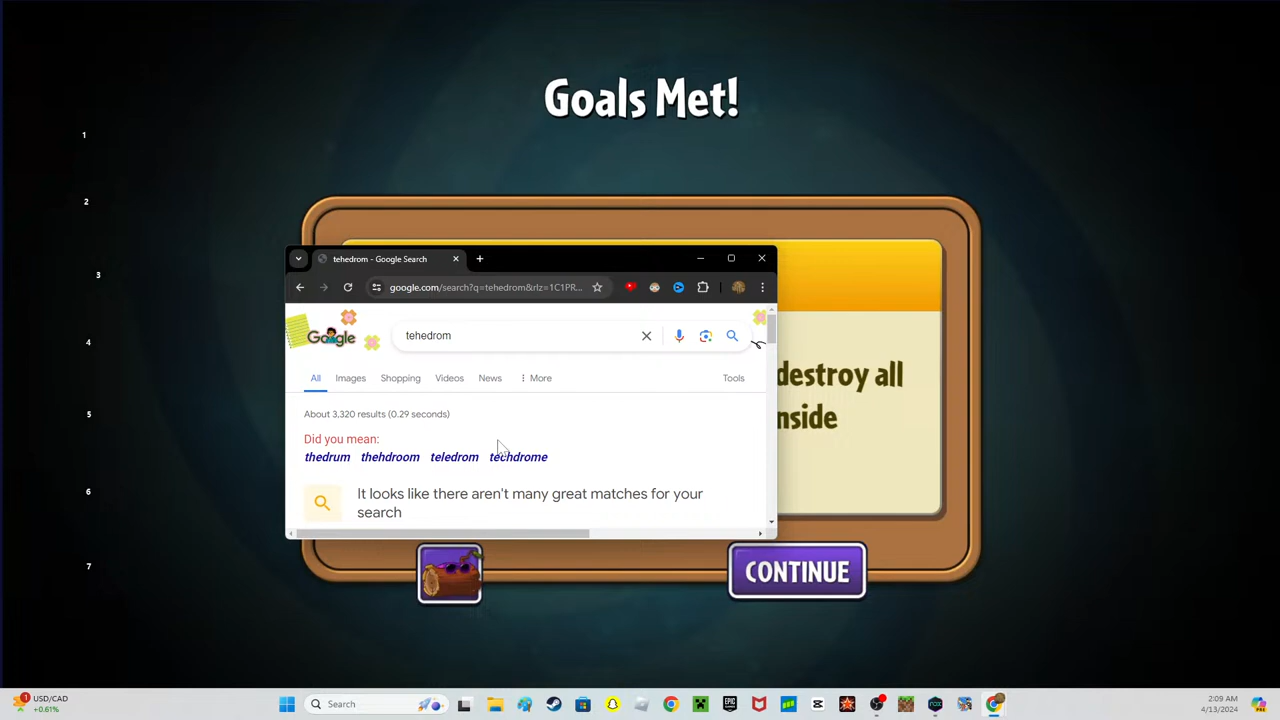 Goals Met!
1
2
3
4
5
6
7
tehedrom - Google Search
google.com/search?q=tehedrom&rlz=1C1PR...
Google
tehedrom
All Images Shopping Videos News More Tools
About 3,320 results (0.29 seconds)
Did you mean:
thedrum thehdroom teledrom techdrome
It looks like there aren't many great matches for your
search
destroy all
nside
CONTINUE
1
USD/CAD
+0.61%
Search
EPIC
2:09 AM
4/13/2024